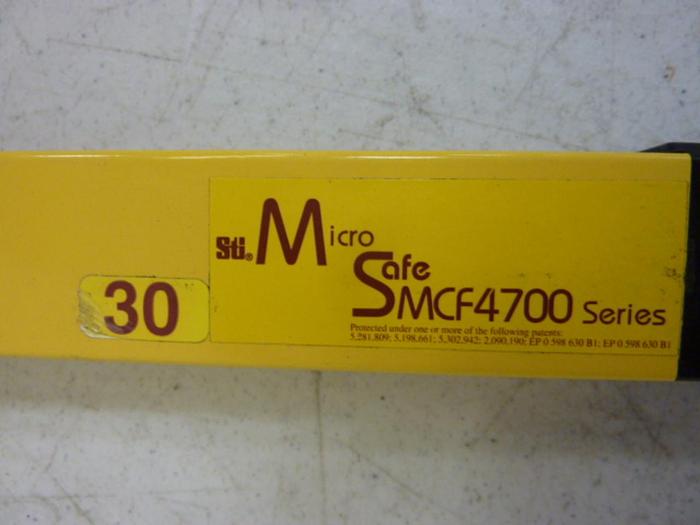 Sti® Micro
Safe
MCF4700 Series
Protected under one or more of the following patents:
5,281,809; 5,198,661; 5,302,942; 2,090,190; EP 0 598 630 B1; EP 0 598 630 B1
30